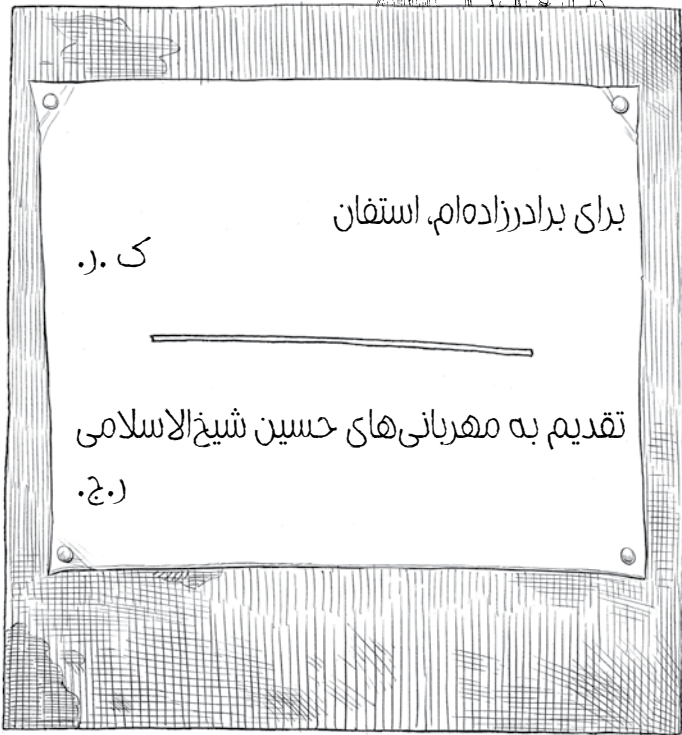 برای برادرزاده‌ام، استفان
ک .ر.
تقدیم به مهربانی‌های حسین شیخ‌الاسلامی
ر.ج.